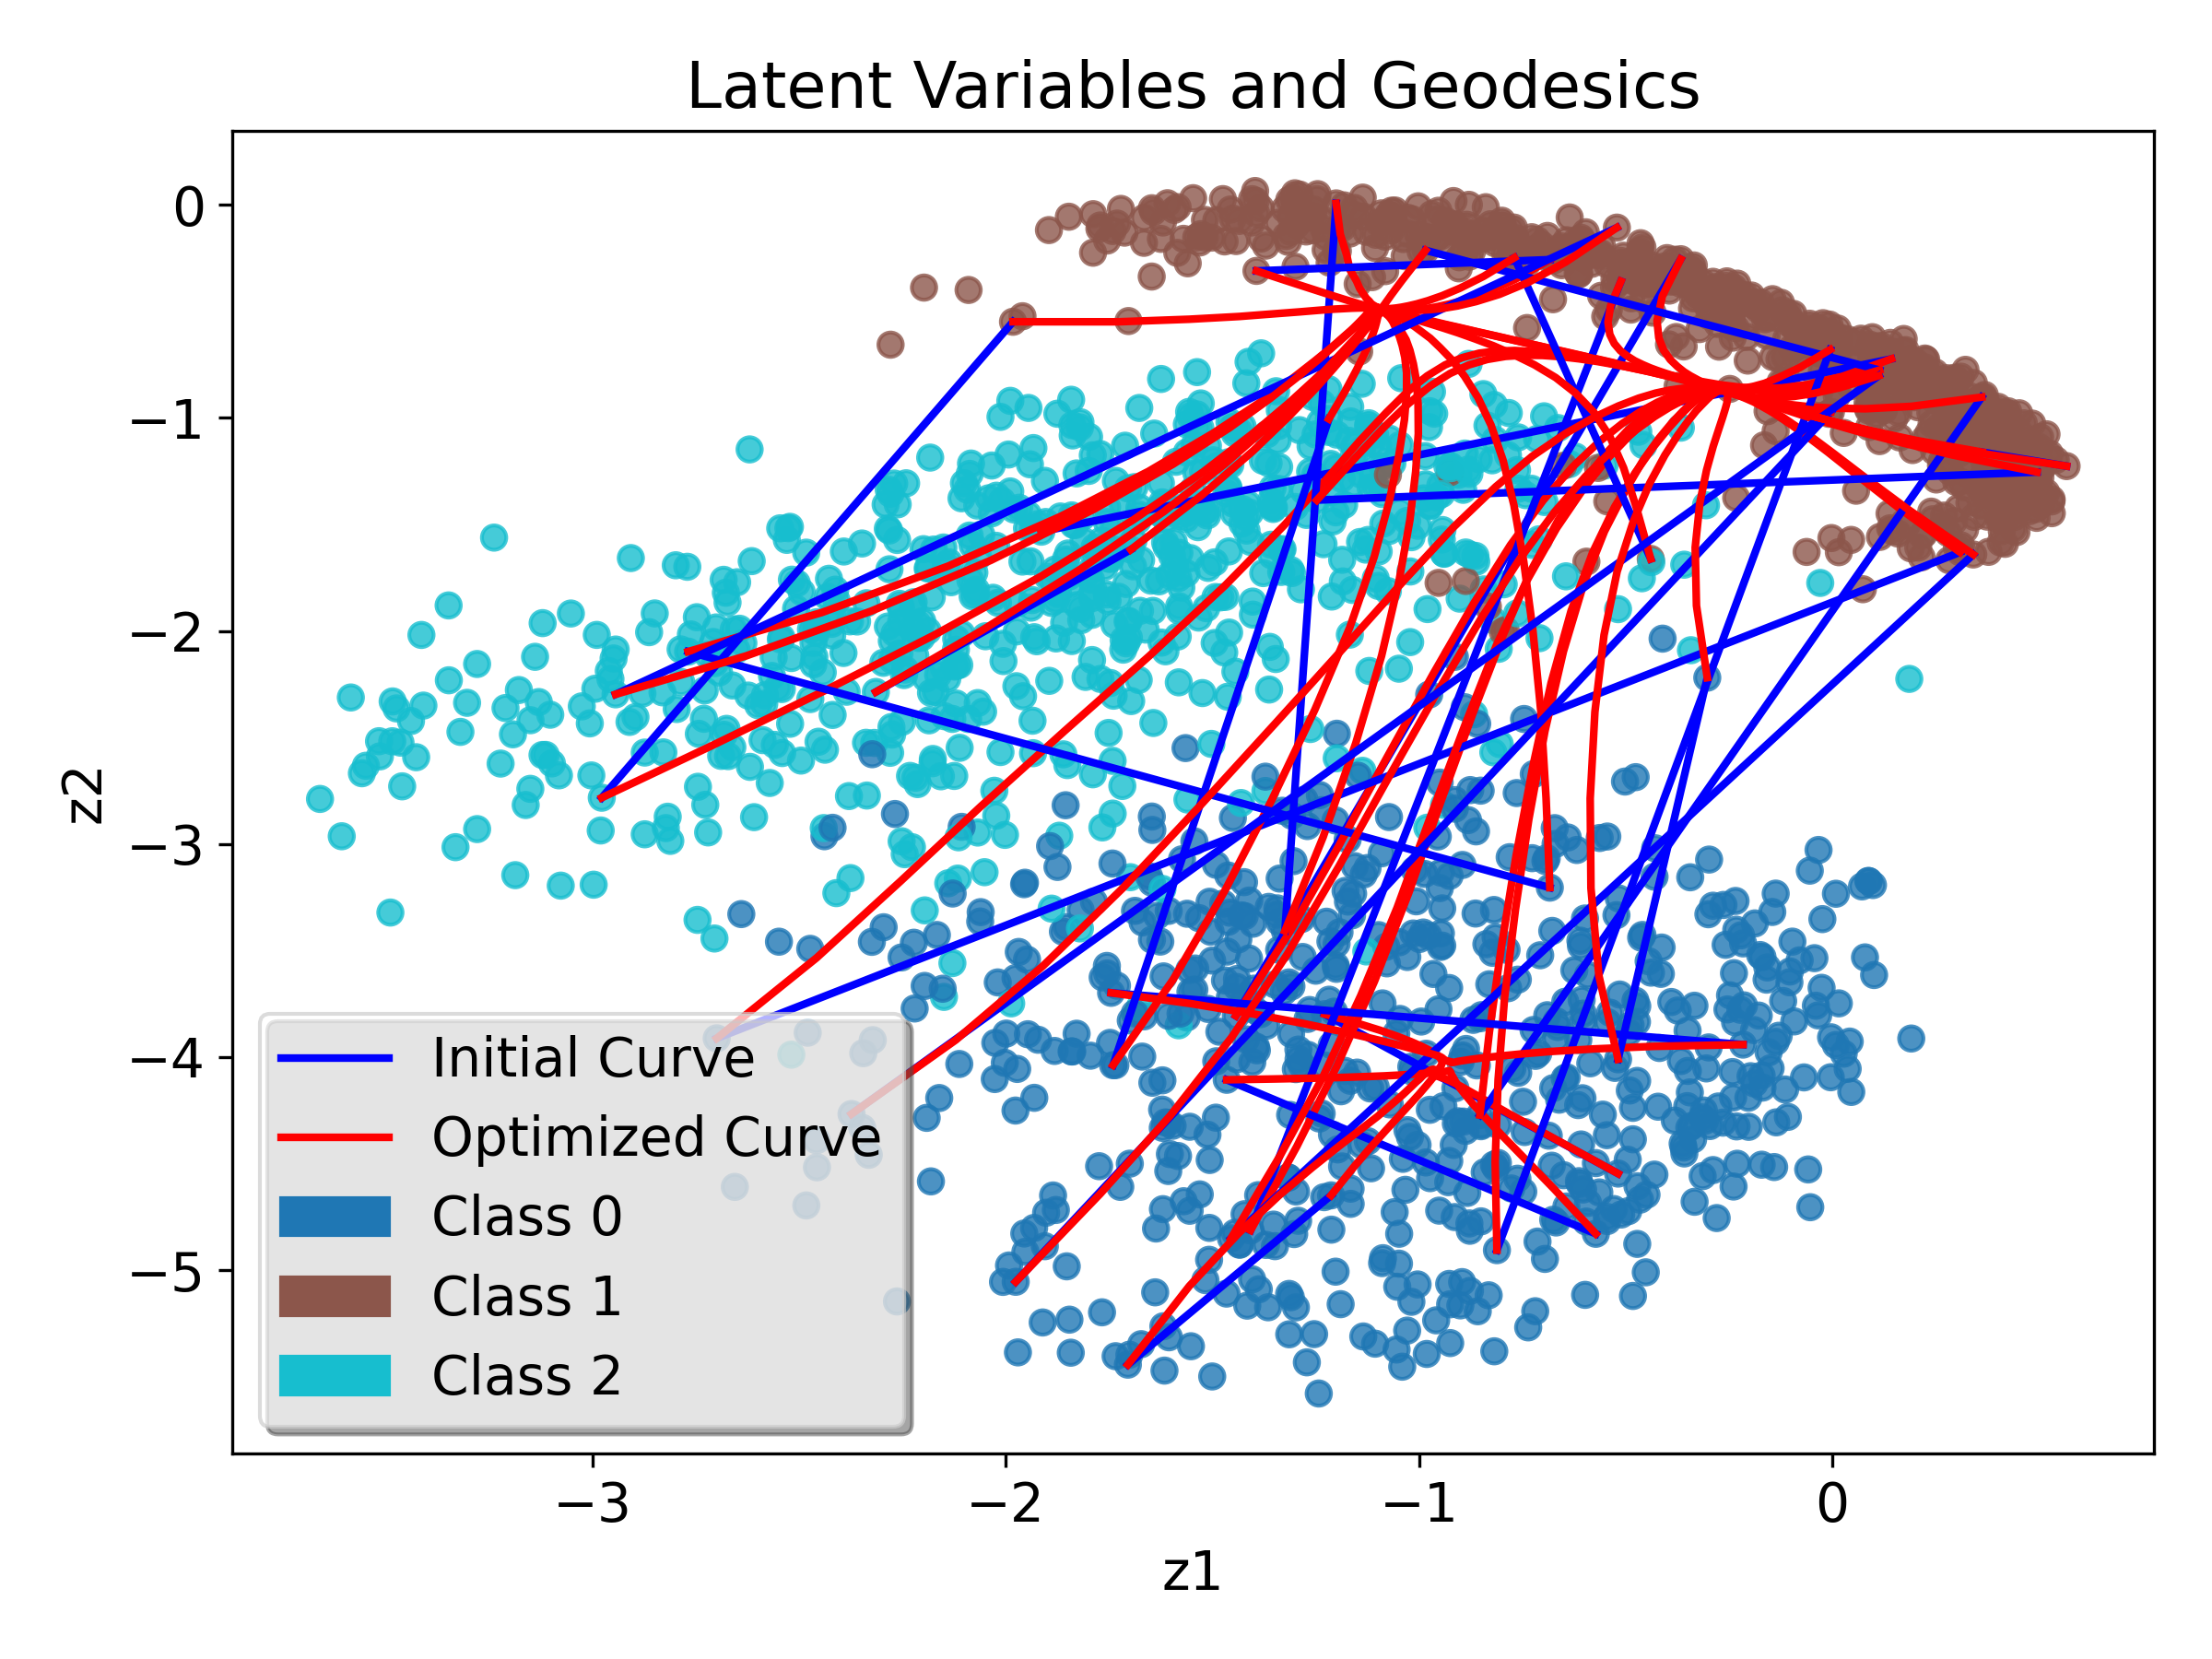 Latent Variables and Geodesics
0
−1
−2
−3
−4
−5
z2
Initial Curve
Optimized Curve
Class 0
Class 1
Class 2
−3 −2 −1 0
z1